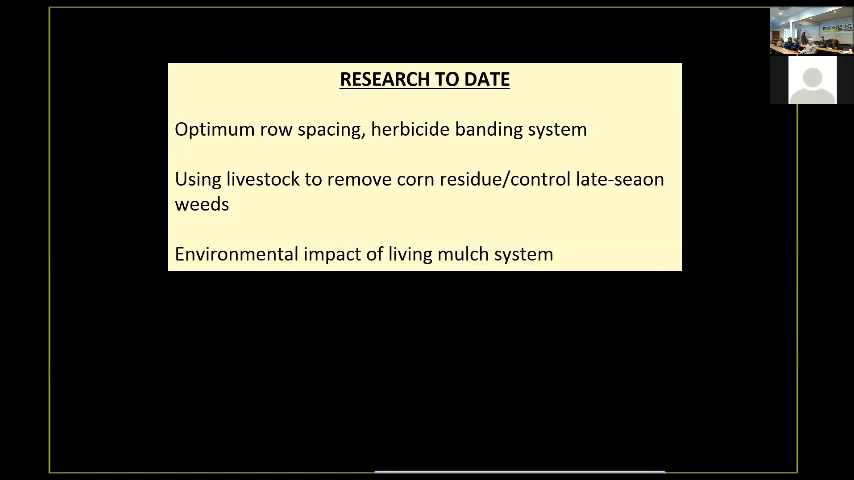 RESEARCH TO DATE
Optimum row spacing, herbicide banding system
Using livestock to remove corn residue/control late-seaon
weeds
Environmental impact of living mulch system